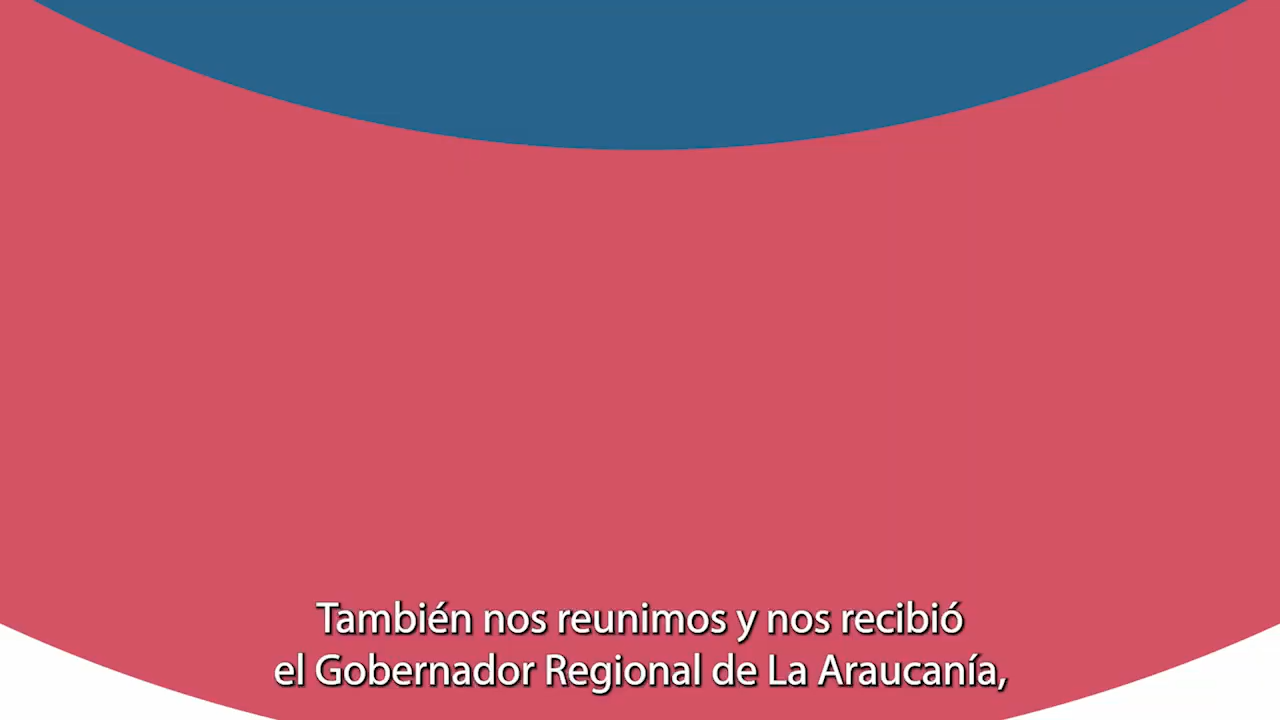 También nos reunimos y nos recibió
el Gobernador Regional de La Araucanía,